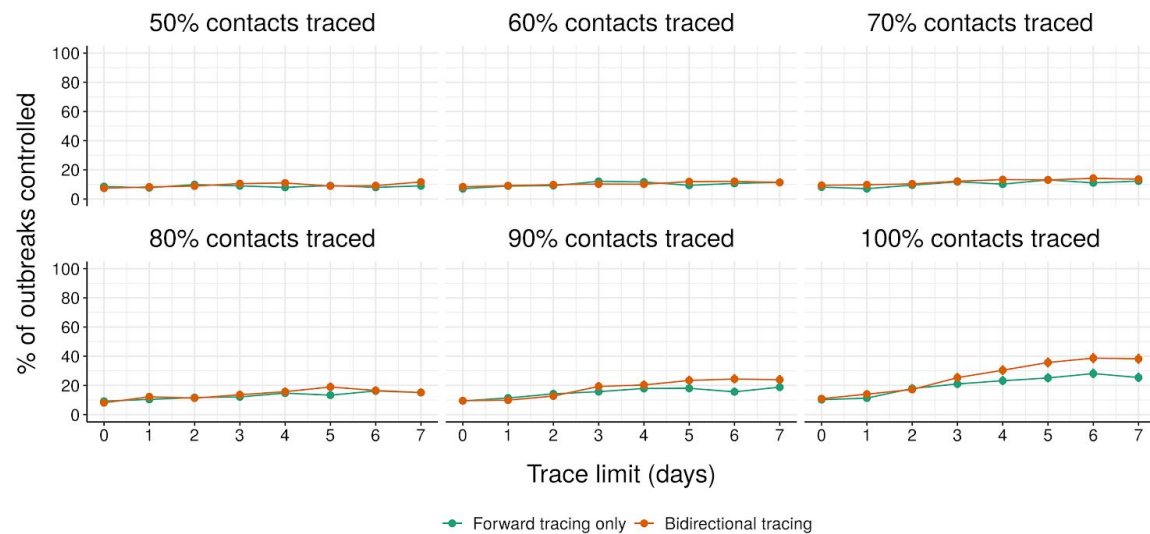 50% contacts traced 60% contacts traced 70% contacts traced
% of outbreaks controlled
100
80
60
40
20
0
80% contacts traced 90% contacts traced 100% contacts traced
100
80
60
40
20
0
0 1 2 3 4 5 6 7 0 1 2 3 4 5 6 7 0 1 2 3 4 5 6 7
Trace limit (days)
Forward tracing only Bidirectional tracing